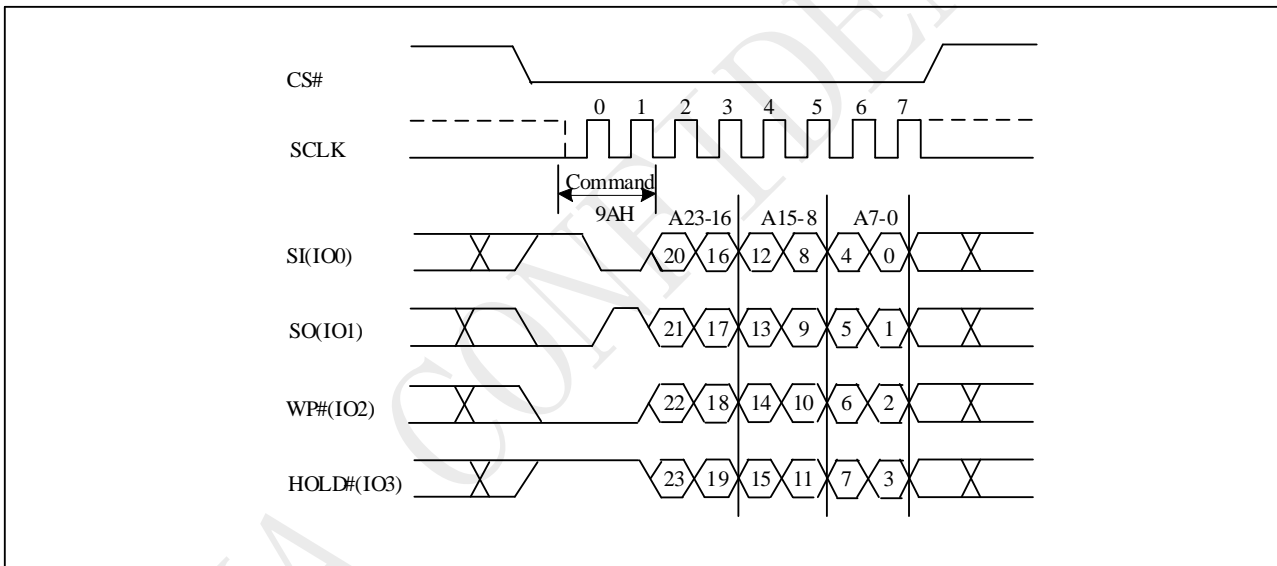 CS#
0 1 2 3 4 5 6 7
SCLK
Command
9AH
A23-16 A15-8 A7-0
SI(IO0)
20 16 12 8 4 0
SO(IO1)
21 17 13 9 5 1
WP#(IO2)
22 18 14 10 6 2
HOLD#(IO3)
23 19 15 11 7 3